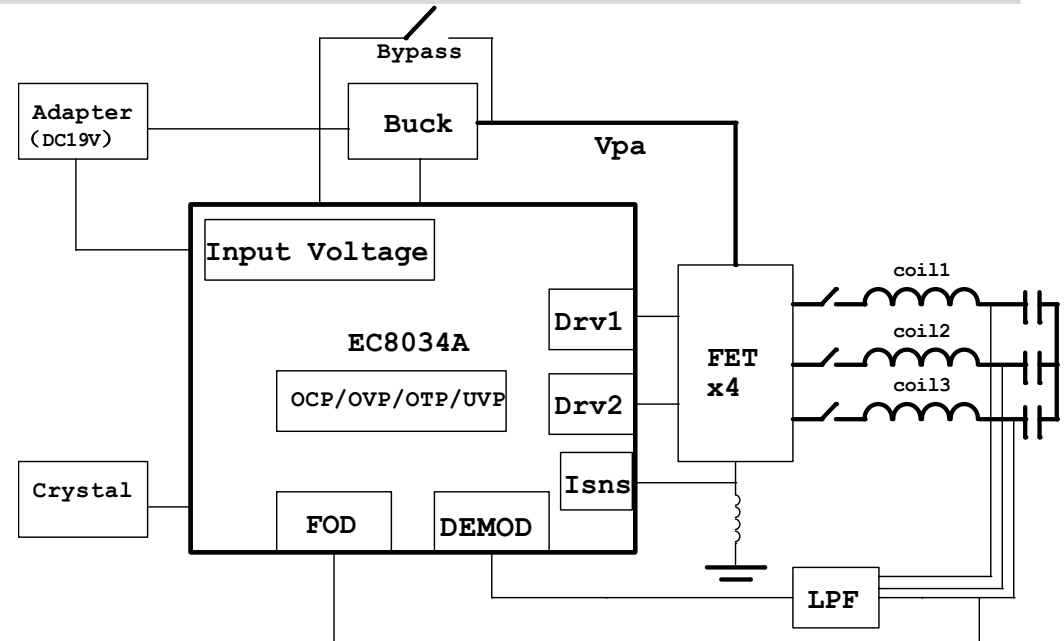 Bypass
Adapter
(DC19V)
Buck
Vpa
Input Voltage
coil1
Drv1
EC8034A
coil2
FET
x4
OCP/OVP/OTP/UVP
Drv2
coil3
Isns
Crystal
FOD
DEMOD
LPF